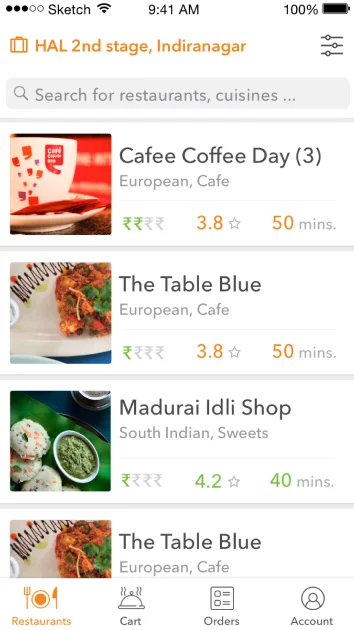 Sketch 9:41 AM 100%
HAL 2nd stage, Indiranagar
Search for restaurants, cuisines ...
Cafee Coffee Day (3)
European, Cafe
₹₹₹₹ 3.8 50 mins.
The Table Blue
European, Cafe
₹₹₹₹ 3.8 50 mins.
Madurai Idli Shop
South Indian, Sweets
₹₹₹₹ 4.2 40 mins.
The Table Blue
European, Cafe
Restaurants Cart Orders Account